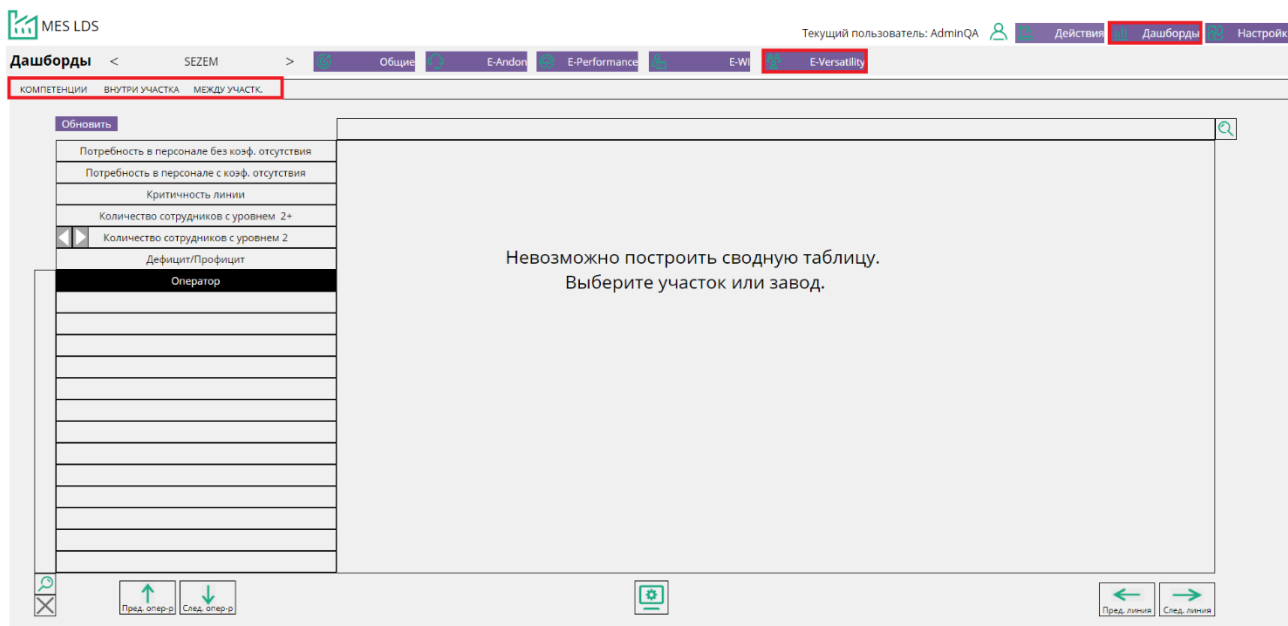 MES LDS
Текущий пользователь: AdminQA
Действия
Дашборды
Настройк
Дашборды < SEZEM >
Общие
E-Andon
E-Performance
E-WI
E-Versatility
КОМПЕТЕНЦИИ ВНУТРИ УЧАСТКА МЕЖДУ УЧАСТК.
Обновить
Потребность в персонале без коэф. отсутствия
Потребность в персонале с коэф. отсутствия
Критичность линии
Количество сотрудников с уровнем 2+
Количество сотрудников с уровнем 2
Дефицит/Профицит
Оператор
Невозможно построить сводную таблицу.
Выберите участок или завод.
Пред. опер-р
След. опер-р
Пред. линия
След. линия